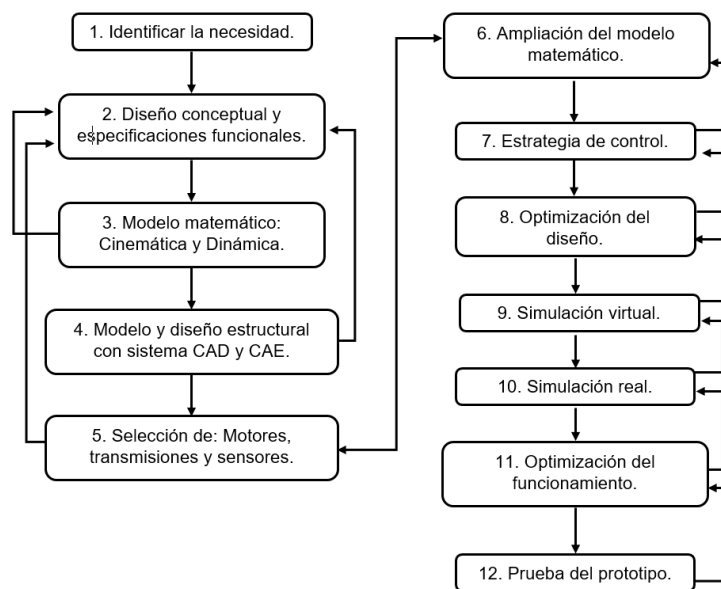 1. Identificar la necesidad.
2. Diseño conceptual y
especificaciones funcionales.
3. Modelo matemático:
Cinemática y Dinámica.
4. Modelo y diseño estructural
con sistema CAD y CAE.
5. Selección de: Motores,
transmisiones y sensores.
6. Ampliación del modelo
matemático.
7. Estrategia de control.
8. Optimización del
diseño.
9. Simulación virtual.
10. Simulación real.
11. Optimización del
funcionamiento.
12. Prueba del prototipo.